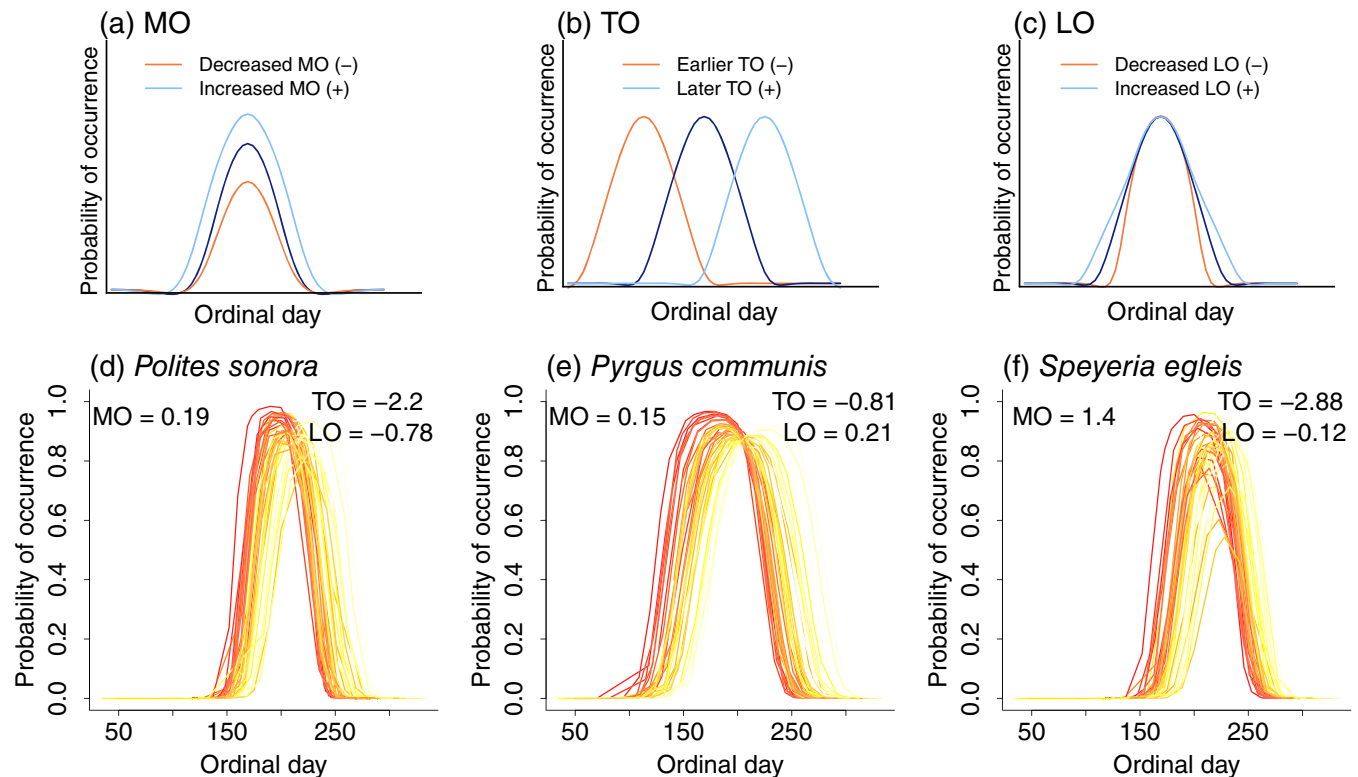 (a) MO
Decreased MO (−)
Increased MO (+)
Probability of occurrence
Ordinal day
(b) TO
Earlier TO (−)
Later TO (+)
Probability of occurrence
Ordinal day
(c) LO
Decreased LO (−)
Increased LO (+)
Probability of occurrence
Ordinal day
(d) Polites sonora
MO = 0.19
TO = −2.2
LO = −0.78
Probability of occurrence
1.0
0.8
0.6
0.4
0.2
0.0
50 150 250
Ordinal day
(e) Pyrgus communis
MO = 0.15
TO = −0.81
LO = 0.21
Probability of occurrence
1.0
0.8
0.6
0.4
0.2
0.0
50 150 250
Ordinal day
(f) Speyeria egleis
MO = 1.4
TO = −2.88
LO = −0.12
Probability of occurrence
1.0
0.8
0.6
0.4
0.2
0.0
50 150 250
Ordinal day